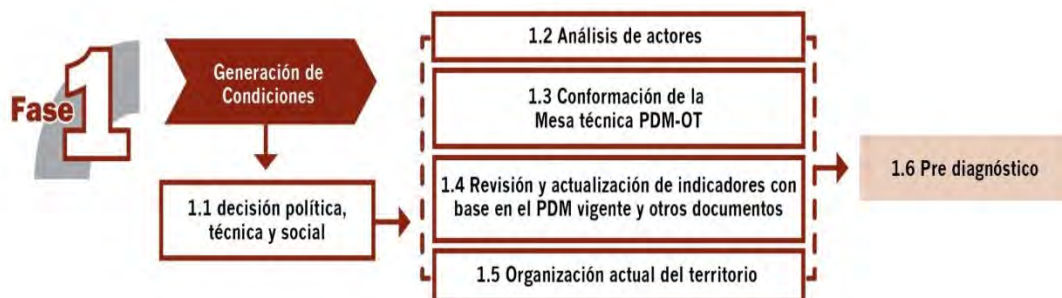 Fase 1
Generación de
Condiciones
1.1 decisión política,
técnica y social
1.2 Análisis de actores
1.3 Conformación de la
Mesa técnica PDM-OT
1.4 Revisión y actualización de indicadores con
base en el PDM vigente y otros documentos
1.5 Organización actual del territorio
1.6 Pre diagnóstico